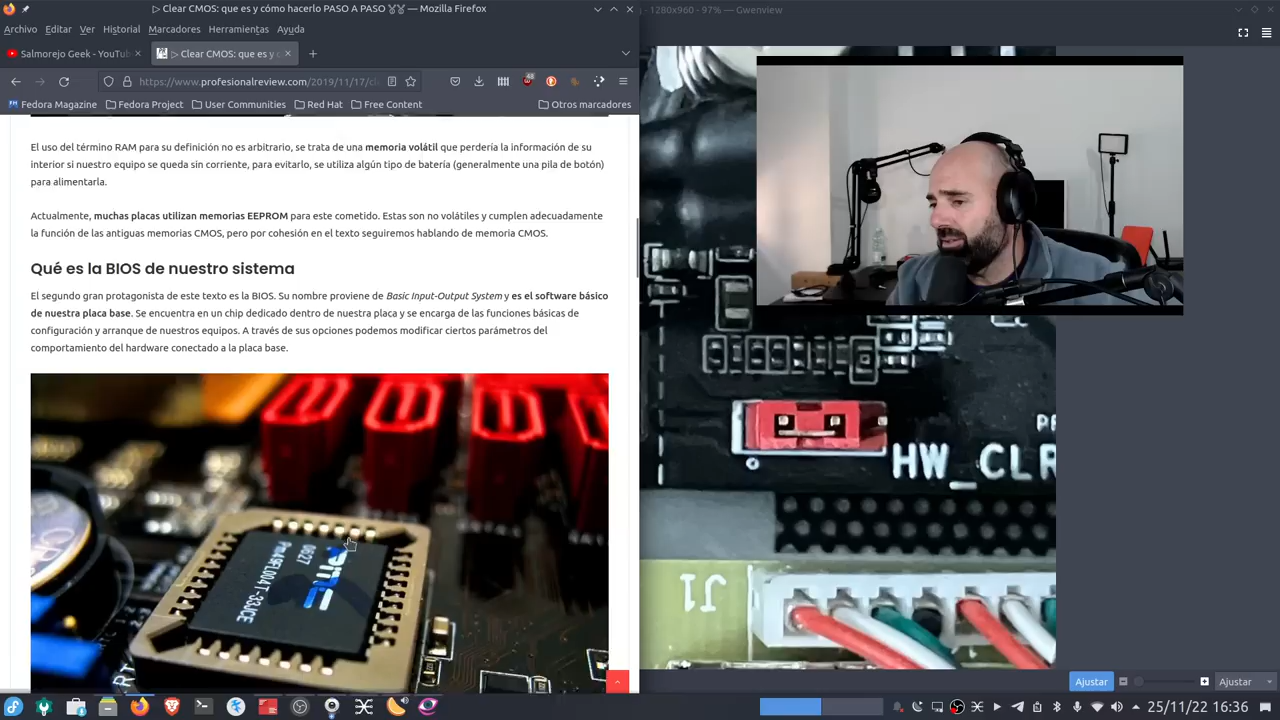 ▷ Clear CMOS: que es y cómo hacerlo PASO A PASO — Mozilla Firefox
- 1280x960 - 97% — Gwenview
Archivo Editar Ver Historial Marcadores Herramientas Ayuda
Salmorejo Geek - YouTub
▷ Clear CMOS: que es y c
https://www.profesionalreview.com/2019/11/17/cl
48
Fedora Magazine Fedora Project User Communities Red Hat Free Content Otros marcadores
El uso del término RAM para su definición no es arbitrario, se trata de una memoria volátil que perdería la información de su
interior si nuestro equipo se queda sin corriente, para evitarlo, se utiliza algún tipo de batería (generalmente una pila de botón)
para alimentarla.
Actualmente, muchas placas utilizan memorias EEPROM para este cometido. Estas son no volátiles y cumplen adecuadamente
la función de las antiguas memorias CMOS, pero por cohesión en el texto seguiremos hablando de memoria CMOS.
Qué es la BIOS de nuestro sistema
El segundo gran protagonista de este texto es la BIOS. Su nombre proviene de Basic Input-Output System y es el software básico
de nuestra placa base. Se encuentra en un chip dedicado dentro de nuestra placa y se encarga de las funciones básicas de
configuración y arranque de nuestros equipos. A través de sus opciones podemos modificar ciertos parámetros del
comportamiento del hardware conectado a la placa base.
0627
Pm49FL004T-33JCE
HW_CLR
J1
Ajustar Ajustar
25/11/22 16:36